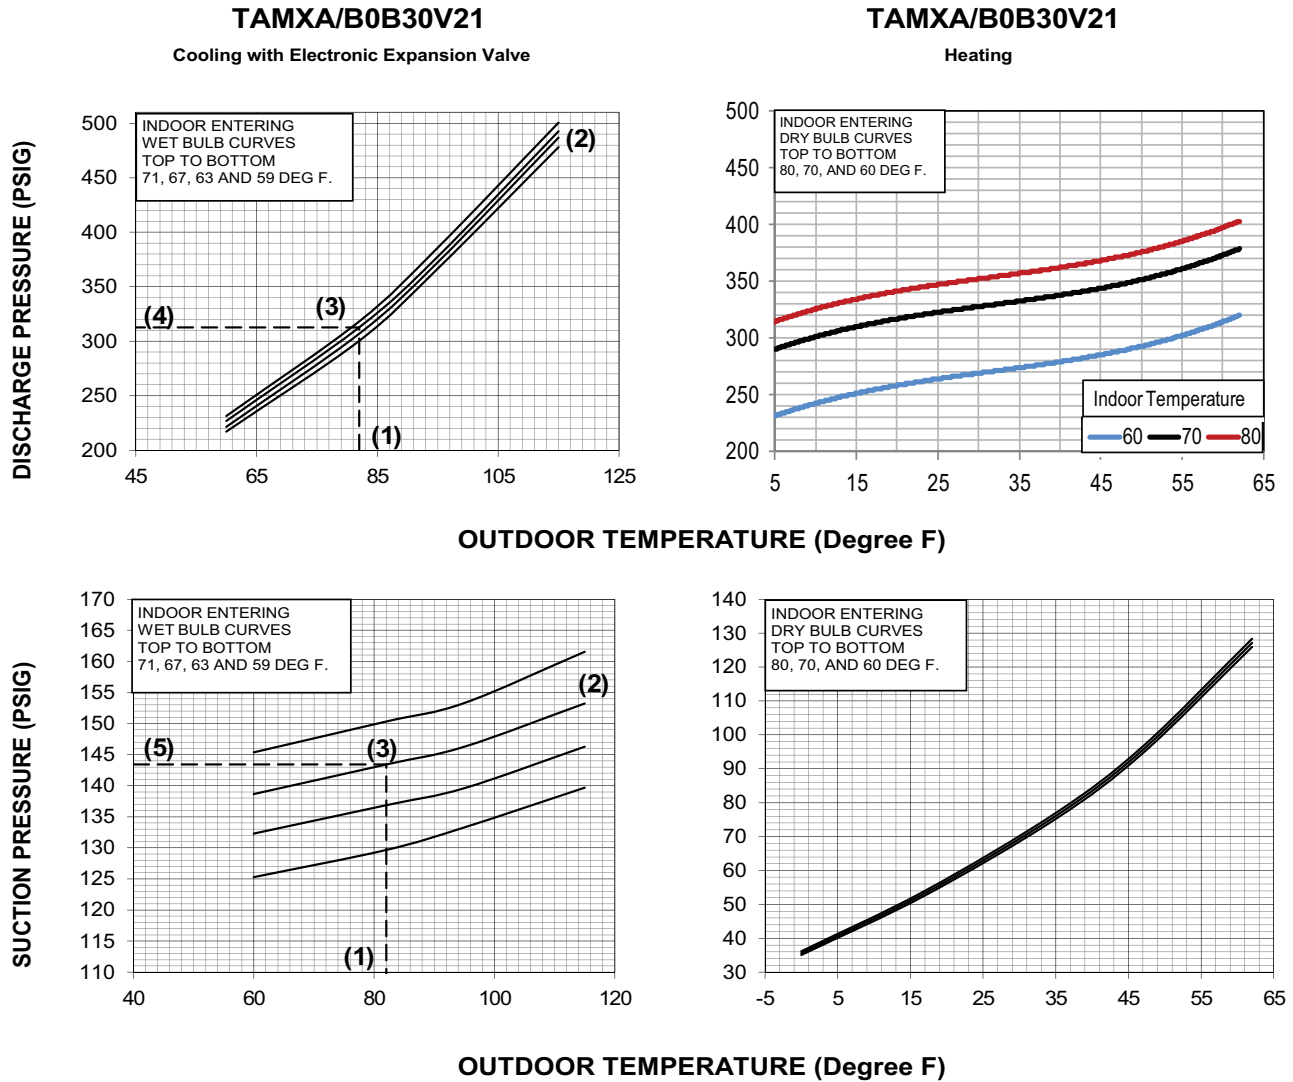 TAMXA/B0B30V21
Cooling with Electronic Expansion Valve
TAMXA/B0B30V21
Heating
DISCHARGE PRESSURE (PSIG)
500
450
400
350
300
250
200
INDOOR ENTERING
WET BULB CURVES
TOP TO BOTTOM
71, 67, 63 AND 59 DEG F.
(2)
(3)
(4)
(1)
45 65 85 105 125
500
450
400
350
300
250
200
INDOOR ENTERING
DRY BULB CURVES
TOP TO BOTTOM
80, 70, AND 60 DEG F.
Indoor Temperature
60 70 80
5 15 25 35 45 55 65
OUTDOOR TEMPERATURE (Degree F)
SUCTION PRESSURE (PSIG)
170
165
160
155
150
145
140
135
130
125
120
115
110
INDOOR ENTERING
WET BULB CURVES
TOP TO BOTTOM
71, 67, 63 AND 59 DEG F.
(2)
(3)
(5)
(1)
40 60 80 100 120
140
130
120
110
100
90
80
70
60
50
40
30
INDOOR ENTERING
DRY BULB CURVES
TOP TO BOTTOM
80, 70, AND 60 DEG F.
-5 5 15 25 35 45 55 65
OUTDOOR TEMPERATURE (Degree F)